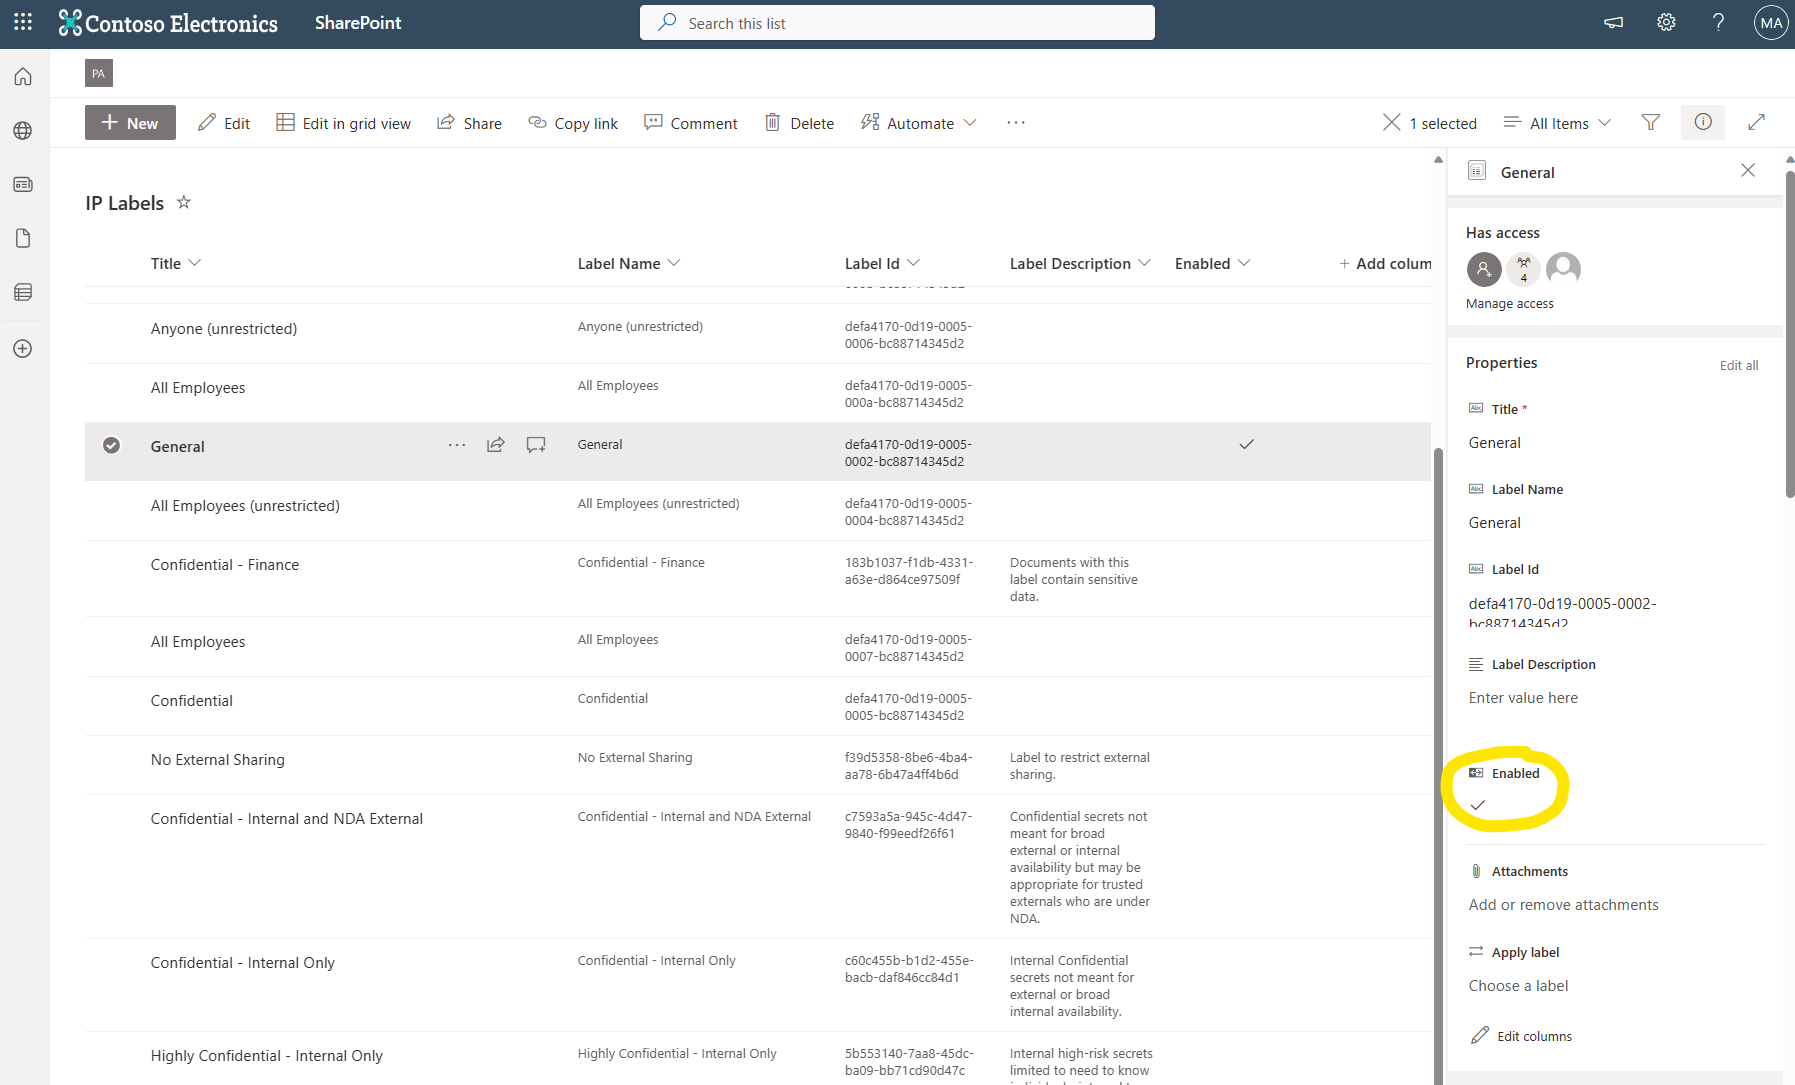 Contoso Electronics
SharePoint
Search this list
MA
PA
New
Edit
Edit in grid view
Share
Copy link
Comment
Delete
Automate
1 selected
All Items
IP Labels
Title
Label Name
Label Id
Label Description
Enabled
+ Add colum
Anyone (unrestricted)
Anyone (unrestricted)
defa4170-0d19-0005-
0006-bc88714345d2
All Employees
All Employees
defa4170-0d19-0005-
000a-bc88714345d2
General
General
defa4170-0d19-0005-
0002-bc88714345d2
All Employees (unrestricted)
All Employees (unrestricted)
defa4170-0d19-0005-
0004-bc88714345d2
Confidential - Finance
Confidential - Finance
183b1037-f1db-4331-
a63e-d864ce97509f
Documents with this
label contain sensitive
data.
All Employees
All Employees
defa4170-0d19-0005-
0007-bc88714345d2
Confidential
Confidential
defa4170-0d19-0005-
0005-bc88714345d2
No External Sharing
No External Sharing
f39d5358-8be6-4ba4-
aa78-6b47a4ff4b6d
Label to restrict external
sharing.
Confidential - Internal and NDA External
Confidential - Internal and NDA External
c7593a5a-945c-4d47-
9840-f99eedf26f61
Confidential secrets not
meant for broad
external or internal
availability but may be
appropriate for trusted
externals who are under
NDA.
Confidential - Internal Only
Confidential - Internal Only
c60c455b-b1d2-455e-
bacb-daf846cc84d1
Internal Confidential
secrets not meant for
external or broad
internal availability.
Highly Confidential - Internal Only
Highly Confidential - Internal Only
5b553140-7aa8-45dc-
ba09-bb71cd90d47c
Internal high-risk secrets
limited to need to know
General
Has access
4
Manage access
Properties
Edit all
Abc Title *
General
Abc Label Name
General
Abc Label Id
defa4170-0d19-0005-0002-
bc88714345d2
Label Description
Enter value here
Enabled
Attachments
Add or remove attachments
Apply label
Choose a label
Edit columns